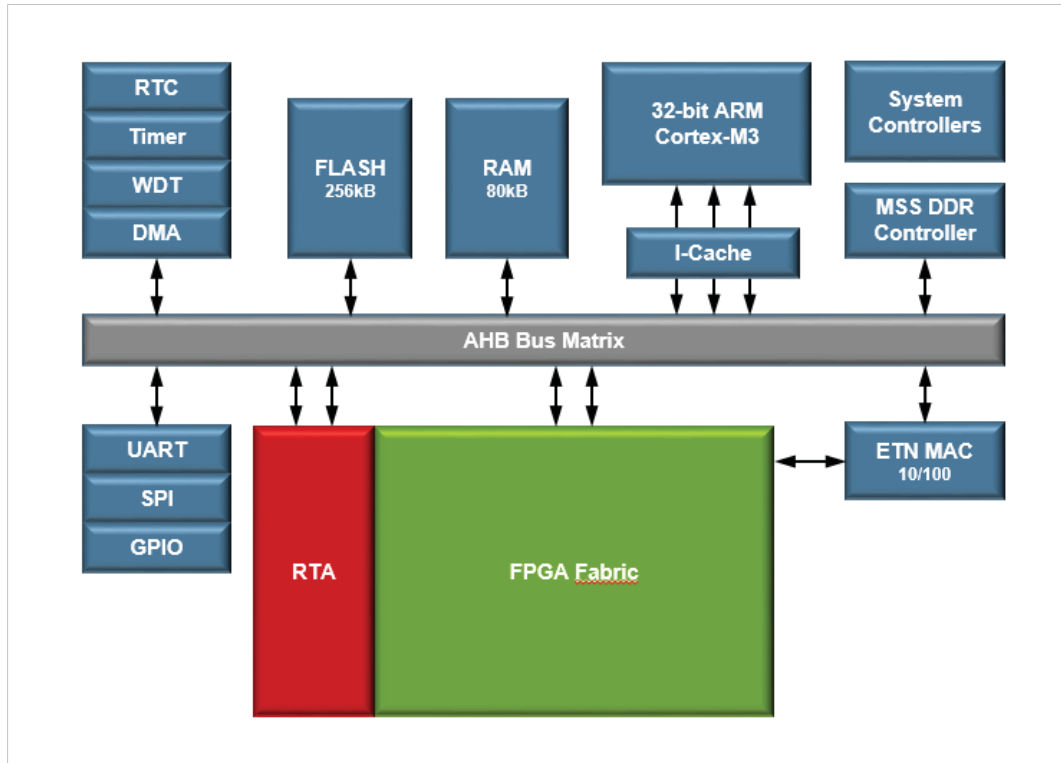 RTC
Timer
WDT
DMA
FLASH
256kB
RAM
80kB
32-bit ARM
Cortex-M3
I-Cache
System
Controllers
MSS DDR
Controller
AHB Bus Matrix
UART
SPI
GPIO
RTA
FPGA Fabric
ETN MAC
10/100